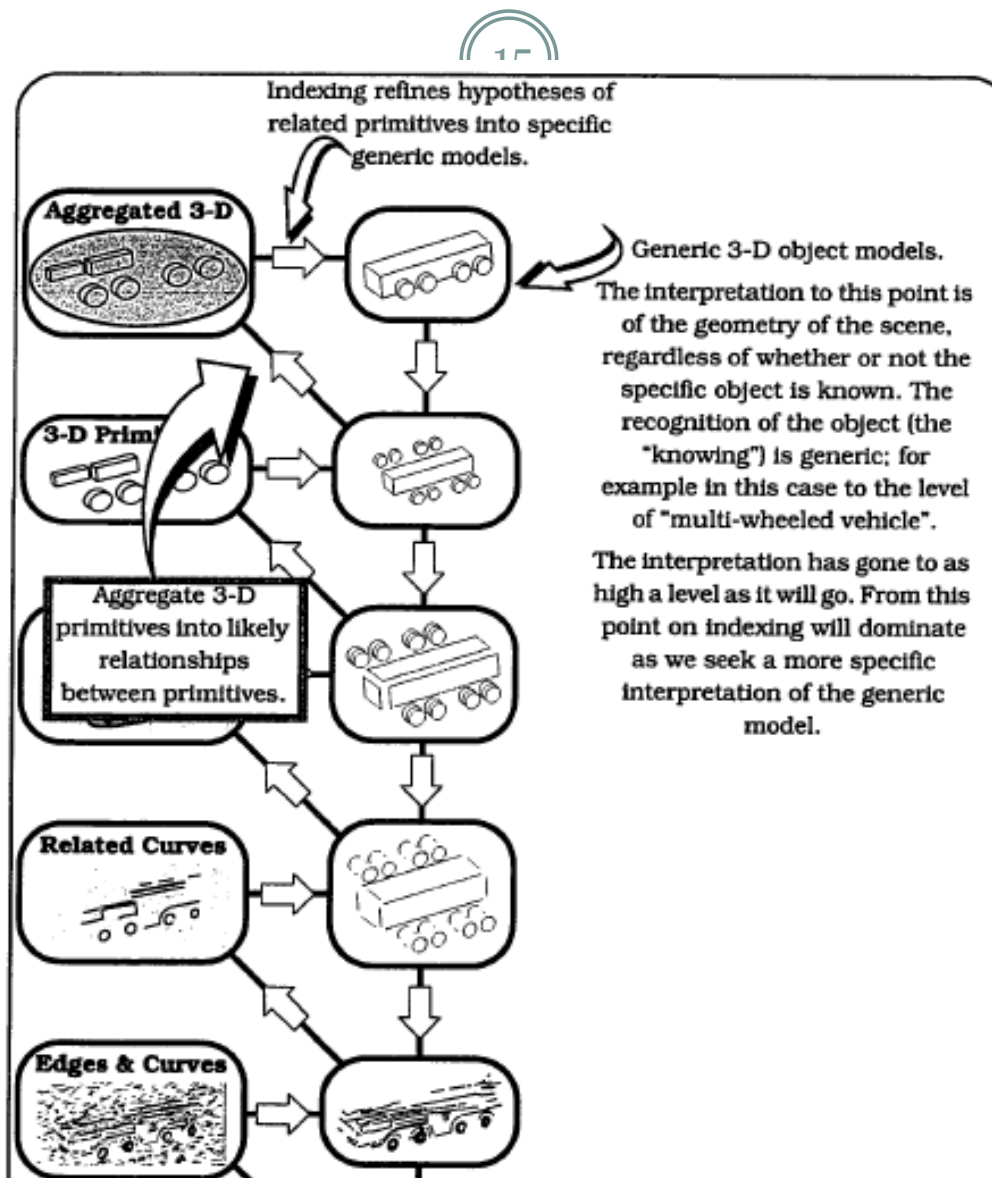 15
Indexing refines hypotheses of
related primitives into specific
generic models.
Aggregated 3-D
Generic 3-D object models.
The interpretation to this point is
of the geometry of the scene,
regardless of whether or not the
specific object is known. The
recognition of the object (the
"knowing") is generic; for
example in this case to the level
of "multi-wheeled vehicle".
The interpretation has gone to as
high a level as it will go. From this
point on indexing will dominate
as we seek a more specific
interpretation of the generic
model.
3-D
Aggregate 3-D
primitives into likely
relationships
between primitives.
Related Curves
Edges & Curves